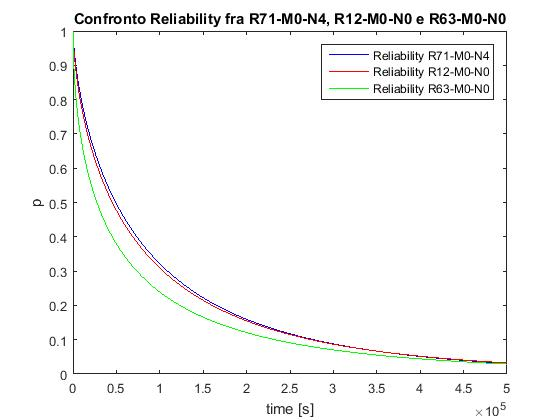 Confronto Reliability fra R71-M0-N4, R12-M0-N0 e R63-M0-N0
Reliability R71-M0-N4
Reliability R12-M0-N0
Reliability R63-M0-N0
p
1
0.9
0.8
0.7
0.6
0.5
0.4
0.3
0.2
0.1
0
0 0.5 1 1.5 2 2.5 3 3.5 4 4.5 5
×10^5
time [s]